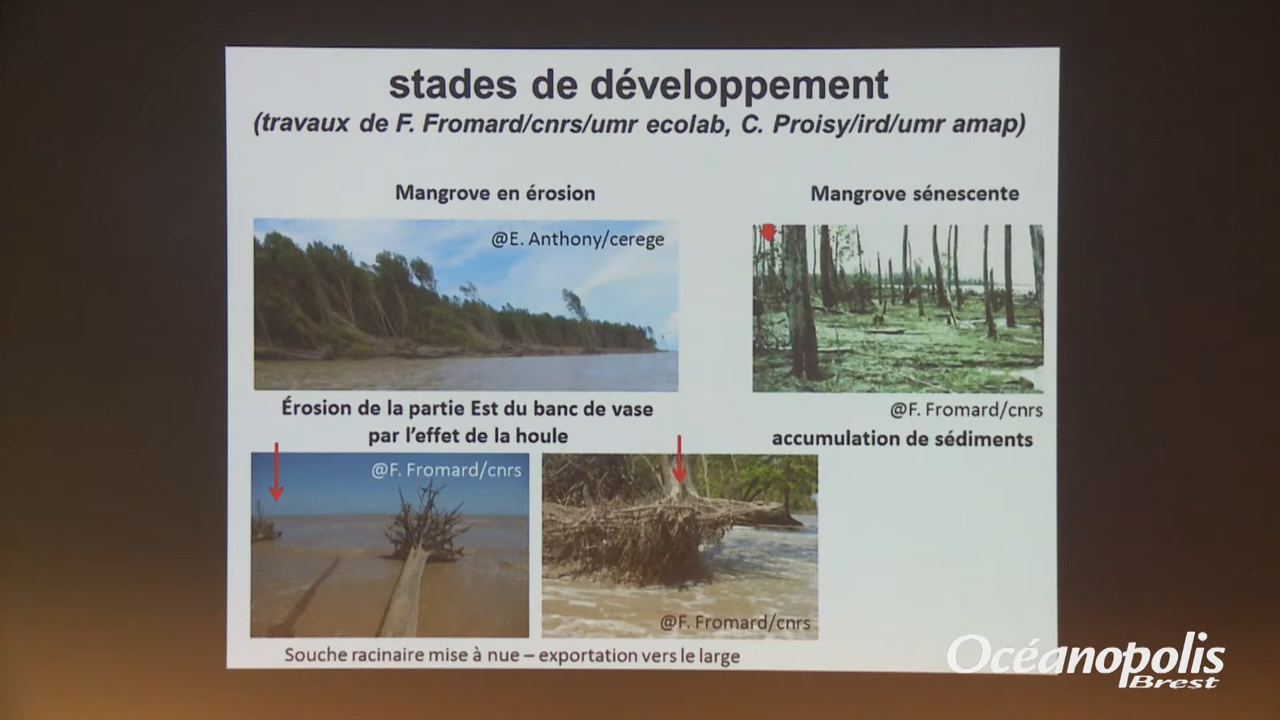 stades de développement
(travaux de F. Fromard/cnrs/umr ecolab, C. Proisy/ird/umr amap)
Mangrove en érosion
Mangrove sénescente
@E. Anthony/cerege
Érosion de la partie Est du banc de vase
par l'effet de la houle
@F. Fromard/cnrs
accumulation de sédiments
@F. Fromard/cnrs
@F. Fromard/cnrs
Souche racinaire mise à nue – exportation vers le large
Océanopolis
Brest